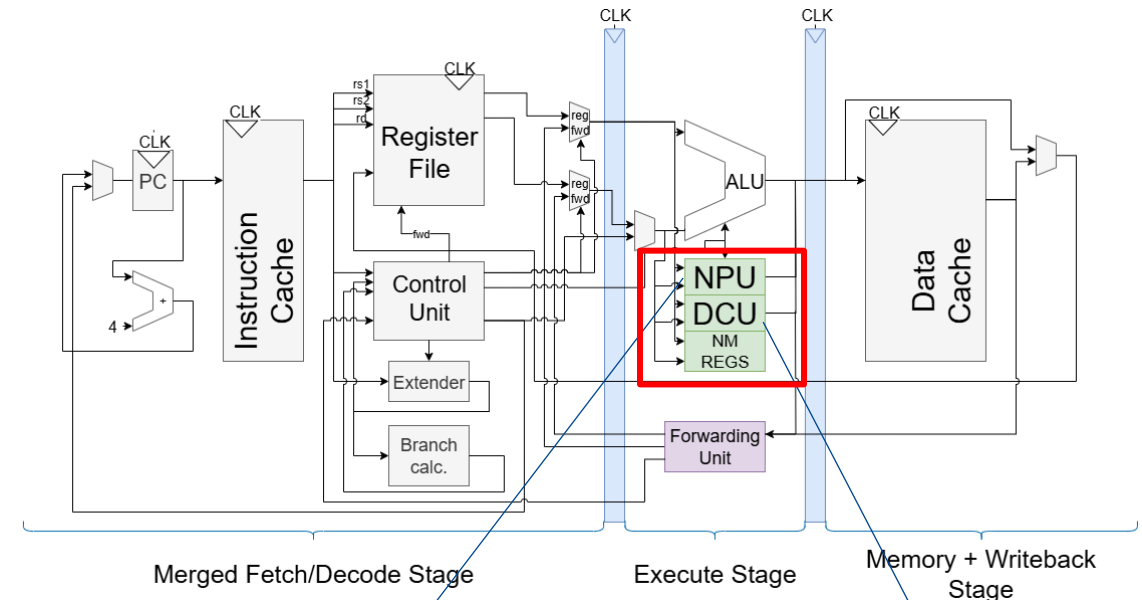 CLK
CLK
CLK
rs1
rs2
rd
Register
File
reg
fwd
CLK
CLK
PC
Instruction
Cache
reg
fwd
ALU
CLK
Data
Cache
fwd
Control
Unit
+
4
NPU
DCU
NM
REGS
Extender
Branch
calc.
Forwarding
Unit
Merged Fetch/Decode Stage
Execute Stage
Memory + Writeback
Stage